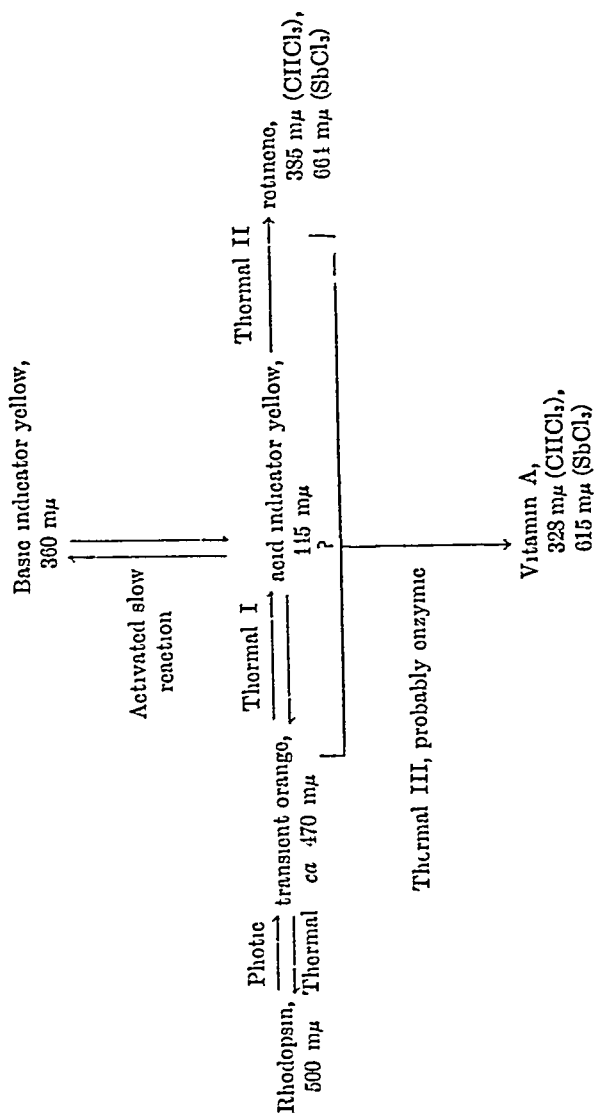 Basic indicator yellow,
360 mμ
Activated slow
reaction
Photic
Thermal I
Thermal II
Rhodopsin,
500 mμ
Thermal
transient orange,
ca 470 mμ
acid indicator yellow,
415 mμ
retinene,
385 mμ (CHCl₃),
664 mμ (SbCl₃)
?
Thermal III, probably enzymic
Vitamin A,
328 mμ (CHCl₃),
615 mμ (SbCl₃)